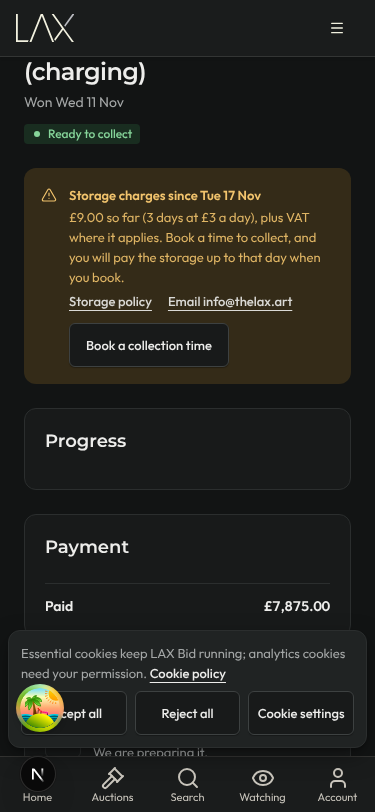 LAX
(charging)
Won Wed 11 Nov
Ready to collect
Storage charges since Tue 17 Nov
£9.00 so far (3 days at £3 a day), plus VAT
where it applies. Book a time to collect, and
you will pay the storage up to that day when
you book.
Storage policy Email info@thelax.art
Book a collection time
Progress
Payment
Paid £7,875.00
Essential cookies keep LAX Bid running; analytics cookies
need your permission. Cookie policy
cept all Reject all Cookie settings
We are preparing it.
N
Home Auctions Search Watching Account